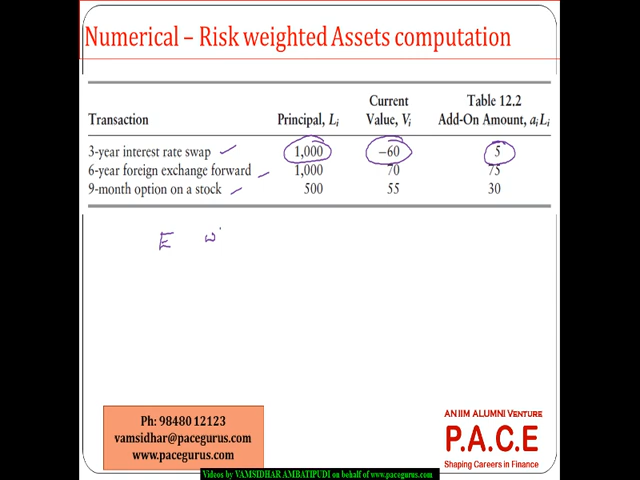 Numerical – Risk weighted Assets computation
Current Table 12.2
Transaction Principal, Li Value, Vi Add-On Amount, aiLi
3-year interest rate swap 1,000 −60 5
6-year foreign exchange forward 1,000 70 75
9-month option on a stock 500 55 30
E w
Ph: 98480 12123
vamsidhar@pacegurus.com
www.pacegurus.com
AN IIM ALUMNI VENTURE
P.A.C.E
Shaping Careers in Finance
Videos by VAMSIDHAR AMBATIPUDI on behalf of www.pacegurus.com